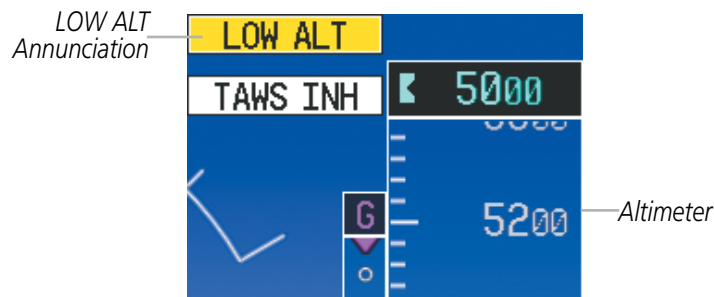 LOW ALT
Annunciation
LOW ALT
TAWS INH
5000
G
5200
Altimeter